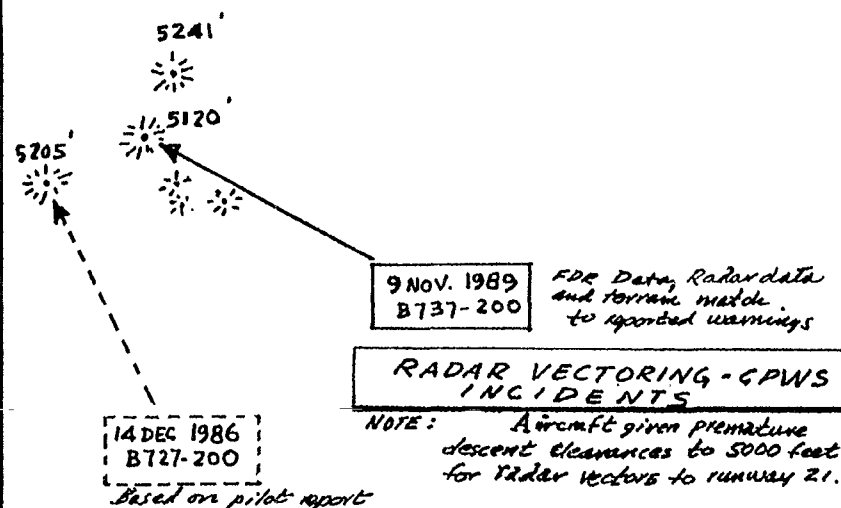 5241'
5120'
5205'
9 NOV. 1989
B737-200
FDR Data, Radar data
and terrain match
to reported warnings
RADAR VECTORING - GPWS
INCIDENTS
NOTE: Aircraft given premature
descent clearances to 5000 feet
for radar vectors to runway 21.
14 DEC 1986
B727-200
Based on pilot report